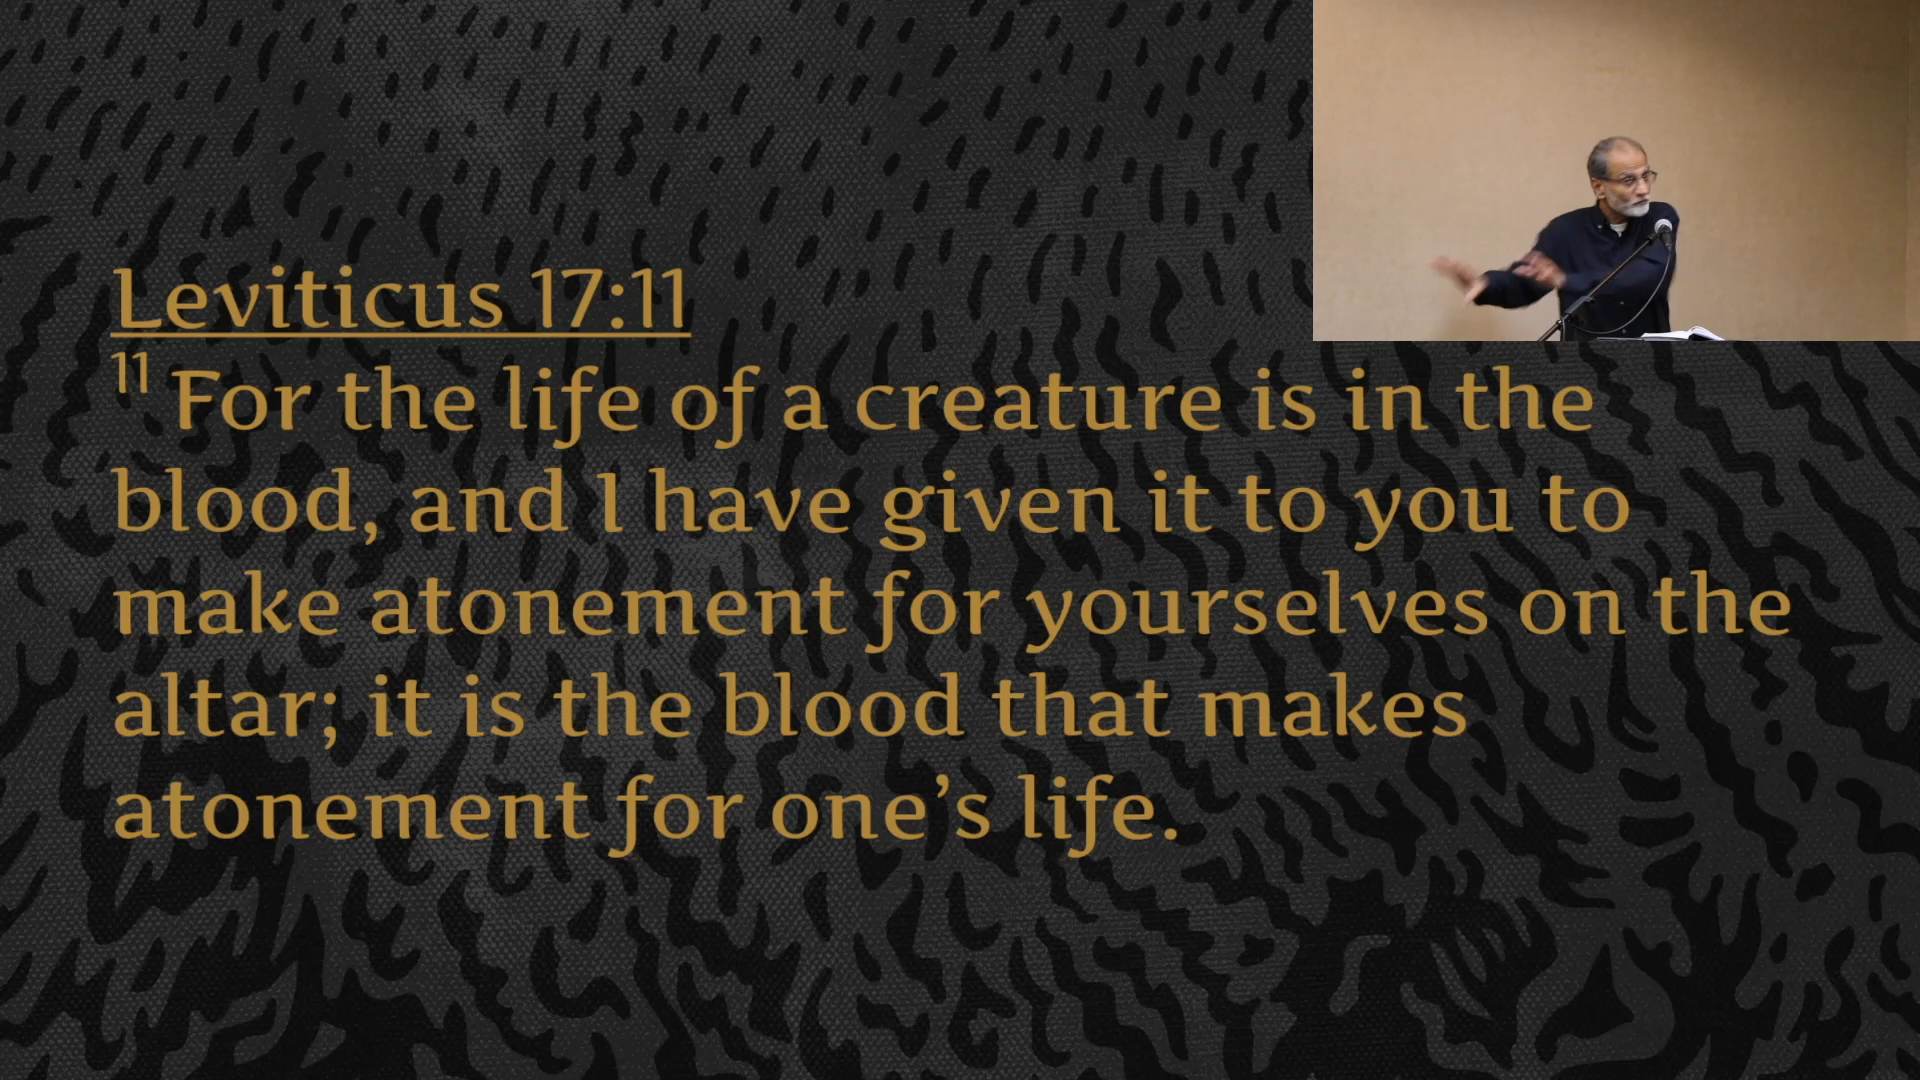 Leviticus 17:11
11 For the life of a creature is in the
blood, and I have given it to you to
make atonement for yourselves on the
altar; it is the blood that makes
atonement for one’s life.